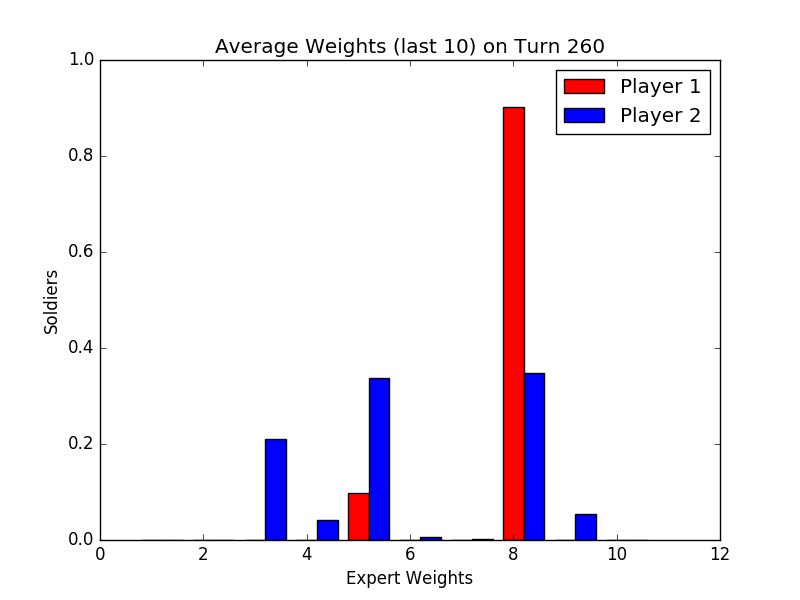 Average Weights (last 10) on Turn 260
1.0
0.8
0.6
0.4
0.2
0.0
Soldiers
Player 1
Player 2
0 2 4 6 8 10 12
Expert Weights